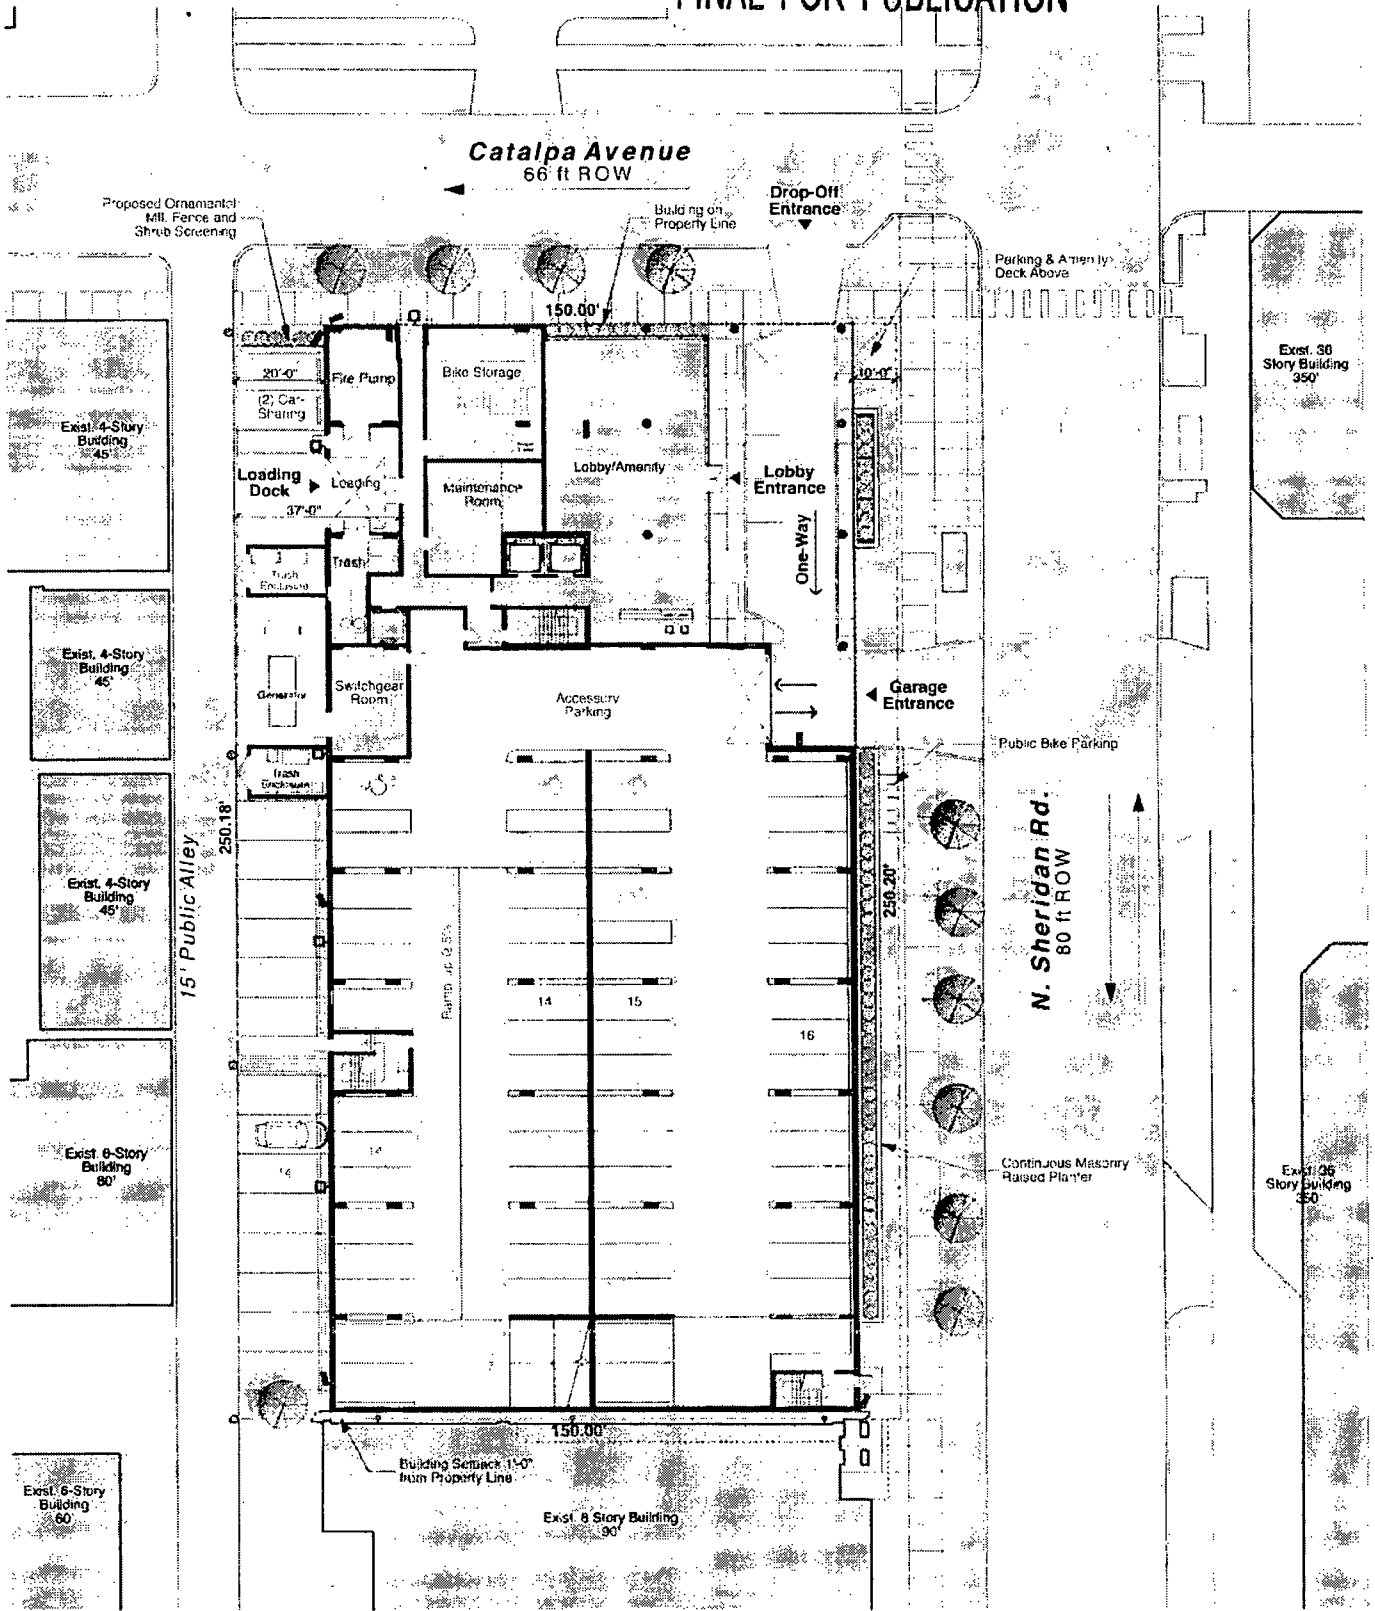 FINAL FOR PUBLICATION
Catalpa Avenue
66 ft ROW
Drop-Off
Entrance
Proposed Ornamental
Mtl. Fence and
Shrub Screening
Building on
Property Line
Parking & Amenity
Deck Above
150.00'
20'-0"
(2) Car-
Sharing
Fire Pump
Bike Storage
10'-0"
Exist. 36
Story Building
350'
Exist. 4-Story
Building
45'
Loading
Dock
Loading
37'-0"
Maintenance
Room
Lobby/Amenity
Lobby
Entrance
One-Way
Trash
Enclosure
Trash
Exist. 4-Story
Building
45'
Generator
Switchgear
Room
Accessory
Parking
Garage
Entrance
Public Bike Parking
Trash
Enclosure
250.18'
15' Public Alley
Exist. 4-Story
Building
45'
250.20'
N. Sheridan Rd.
80 ft ROW
14
15
16
Exist. 8-Story
Building
80'
14
14
Continuous Masonry
Raised Planter
Exist. 36
Story Building
350'
150.00'
Building Setback 1'-0"
from Property Line
Exist. 6-Story
Building
60'
Exist. 8 Story Building
90'